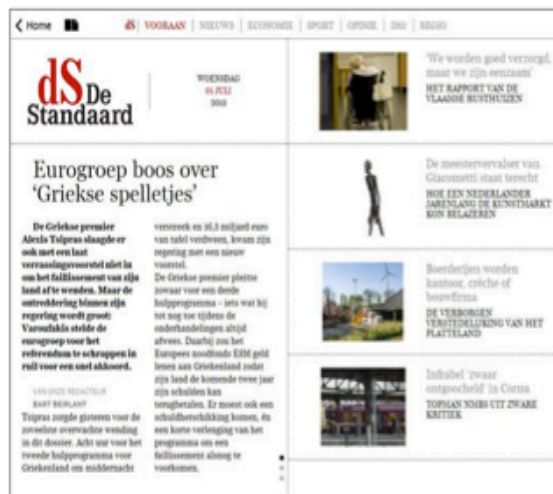 Home
dS VOORAAN NIEUWS ECONOMIE SPORT OPINIE DS2 REGIO
dS De
Standaard
WOENSDAG
01 JULI
2015
Eurogroep boos over
‘Griekse spelletjes’
De Griekse premier
Alexis Tsipras slaagde er
ook met een laat
verrassingsvoorstel niet in
om het faillissement van zijn
land af te wenden. Maar de
ontreddering binnen zijn
regering wordt groot:
Varoufakis stelde de
eurogroep voor het
referendum te schrappen in
ruil voor een snel akkoord.
VAN ONZE REDACTEUR
BART BEIRLANT
Tsipras zorgde gisteren voor de
zoveelste overwachte wending
in dit dossier. Acht uur voor het
tweede hulpprogramma voor
Griekenland om middernacht
verstreek en 16,3 miljard euro
van tafel verdween, kwam zijn
regering met een nieuw
voorstel.
De Griekse premier pleitte
zowaar voor een derde
hulpprogramma – iets wat hij
tot nog toe tijdens de
onderhandelingen altijd
afwees. Daarbij zou het
Europees noodfonds ESM geld
lenen aan Griekenland zodat
zijn land de komende twee jaar
zijn schulden kan
terugbetalen. Er moest ook een
schuldherschikking komen, én
een korte verlenging van het
programma om een
faillissement alsnog te
voorkomen.
‘We worden goed verzorgd,
maar we zijn eenzaam’
HET RAPPORT VAN DE
VLAAMSE RUSTHUIZEN
De meestervervalser van
Giacometti staat terecht
HOE EEN NEDERLANDER
JARENLANG DE KUNSTMARKT
KON BELAZEREN
Boerderijen worden
kantoor, crèche of
bouwfirma
DE VERBORGEN
VERSTEDELIJKING VAN HET
PLATTELAND
Infrabel ‘zwaar
ontgoocheld’ in Cornu
TOPMAN NMBS UIT ZWARE
KRITIEK